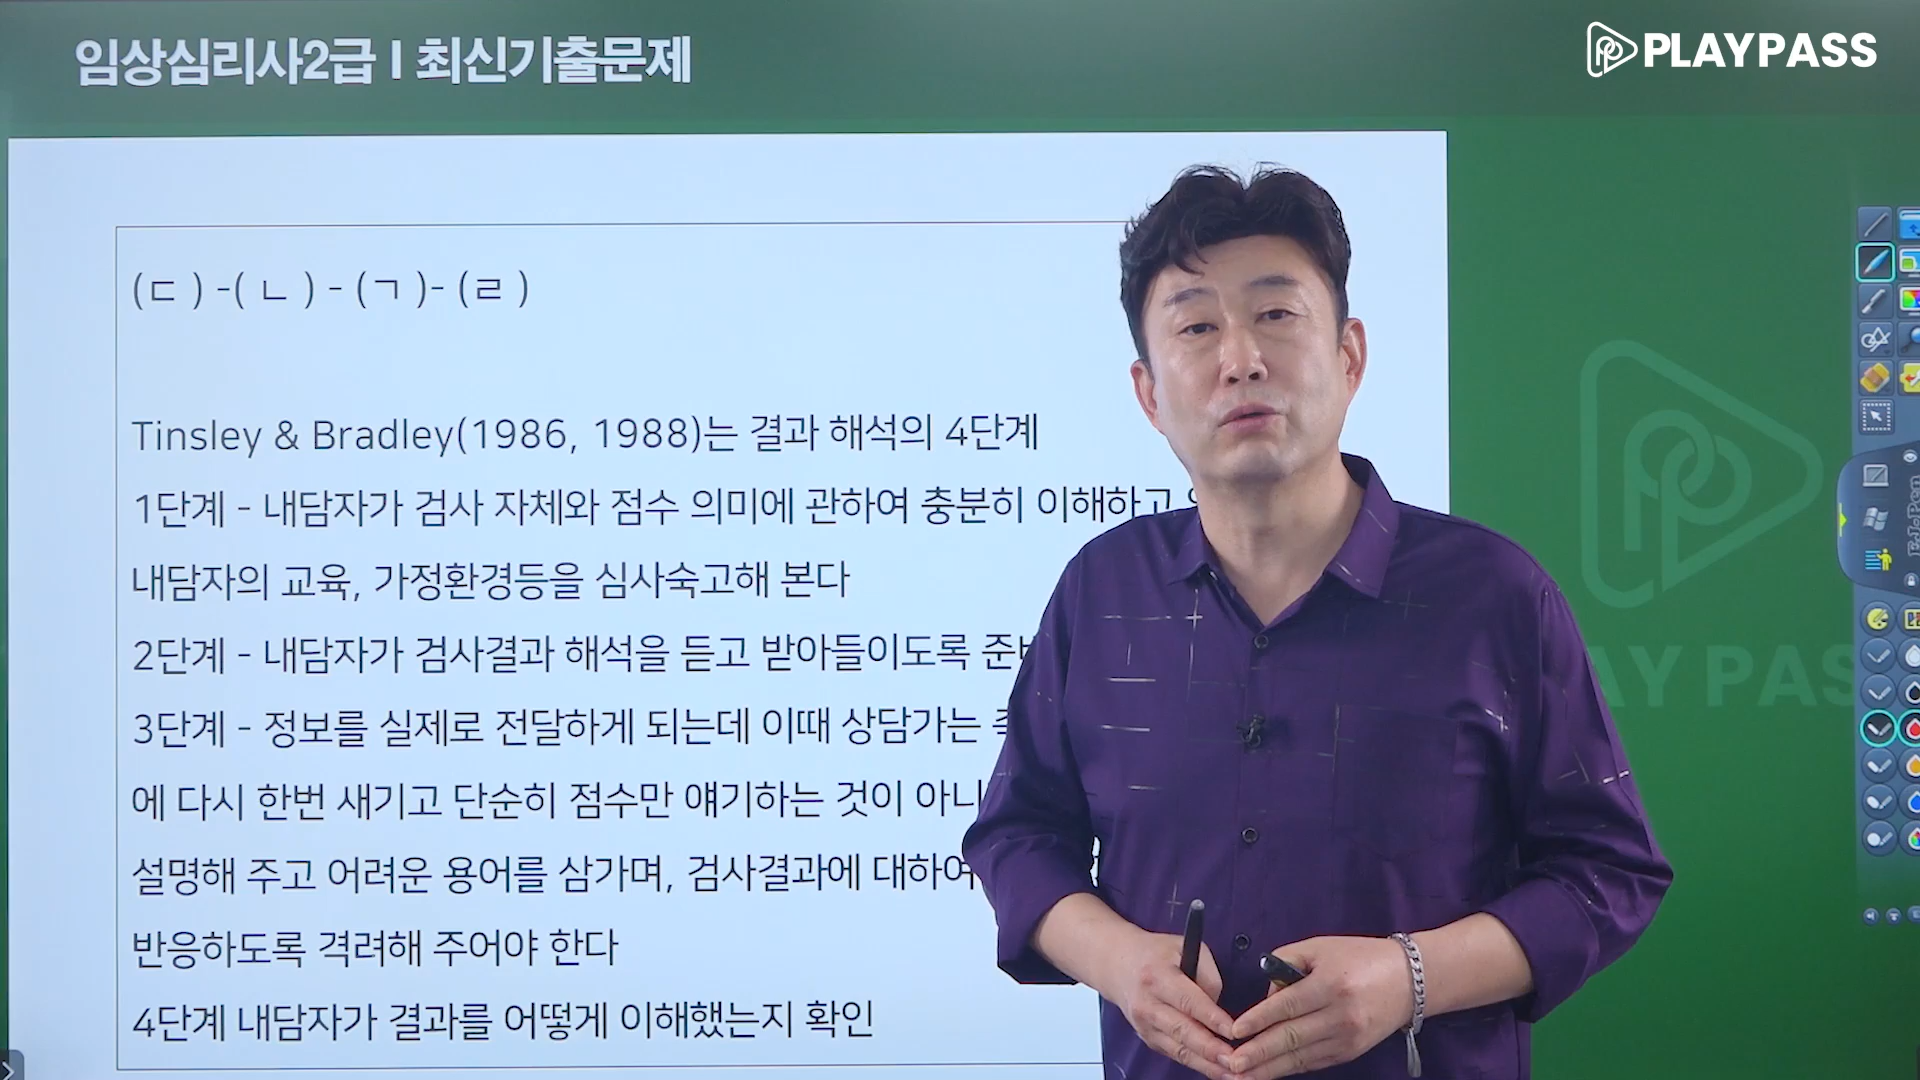 임상심리사2급 I 최신기출문제
PLAYPASS
(ㄷ ) -( ㄴ ) - (ㄱ )- (ㄹ )
Tinsley & Bradley(1986, 1988)는 결과 해석의 4단계
1단계 - 내담자가 검사 자체와 점수 의미에 관하여 충분히 이해하고
내담자의 교육, 가정환경등을 심사숙고해 본다
2단계 - 내담자가 검사결과 해석을 듣고 받아들이도록
3단계 - 정보를 실제로 전달하게 되는데 이때 상담가는
에 다시 한번 새기고 단순히 점수만 얘기하는 것이
설명해 주고 어려운 용어를 삼가며, 검사결과에 대하여
반응하도록 격려해 주어야 한다
4단계 내담자가 결과를 어떻게 이해했는지 확인